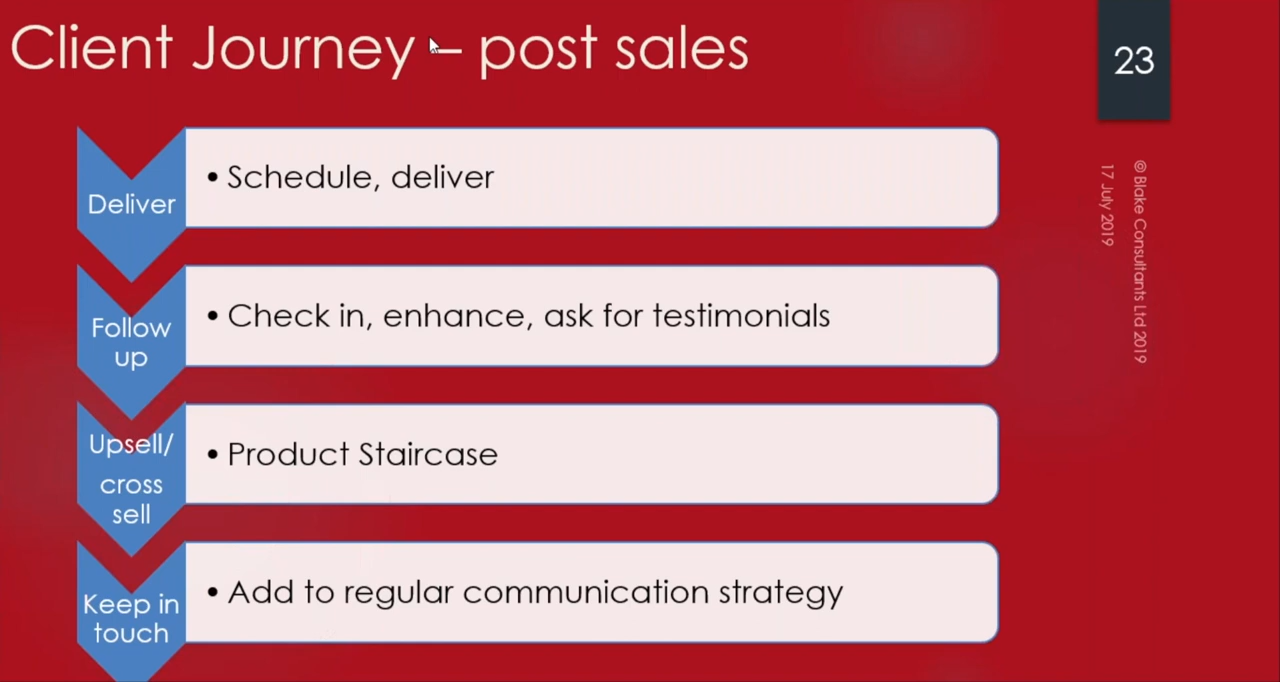 Client Journey – post sales
23
Deliver
• Schedule, deliver
Follow
up
• Check in, enhance, ask for testimonials
Upsell/
cross
sell
• Product Staircase
Keep in
touch
• Add to regular communication strategy
© Blake Consultants Ltd 2019
17 July 2019